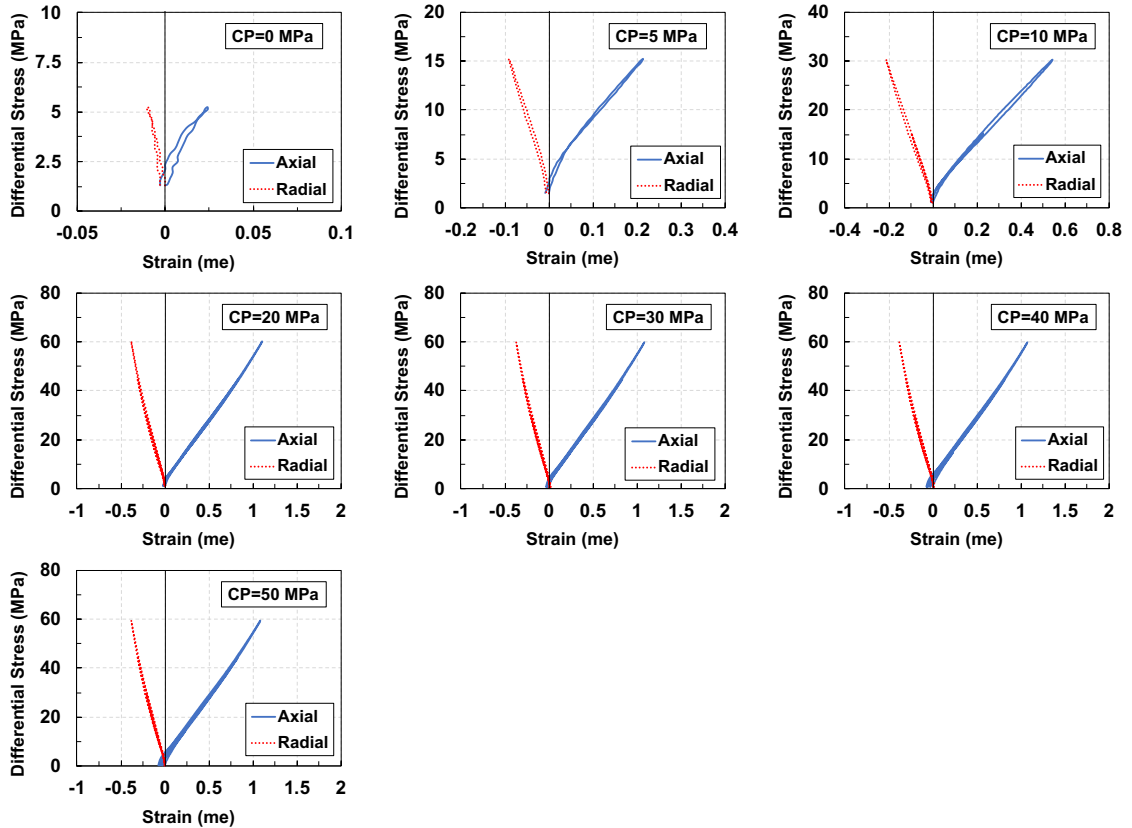 Differential Stress (MPa)
10
7.5
5
2.5
0
CP=0 MPa
Axial
Radial
-0.05 0 0.05 0.1
Strain (me)
Differential Stress (MPa)
20
15
10
5
0
CP=5 MPa
Axial
Radial
-0.2 -0.1 0 0.1 0.2 0.3 0.4
Strain (me)
Differential Stress (MPa)
40
30
20
10
0
CP=10 MPa
Axial
Radial
-0.4 -0.2 0 0.2 0.4 0.6 0.8
Strain (me)
Differential Stress (MPa)
80
60
40
20
0
CP=20 MPa
Axial
Radial
-1 -0.5 0 0.5 1 1.5 2
Strain (me)
Differential Stress (MPa)
80
60
40
20
0
CP=30 MPa
Axial
Radial
-1 -0.5 0 0.5 1 1.5 2
Strain (me)
Differential Stress (MPa)
80
60
40
20
0
CP=40 MPa
Axial
Radial
-1 -0.5 0 0.5 1 1.5 2
Strain (me)
Differential Stress (MPa)
80
60
40
20
0
CP=50 MPa
Axial
Radial
-1 -0.5 0 0.5 1 1.5 2
Strain (me)